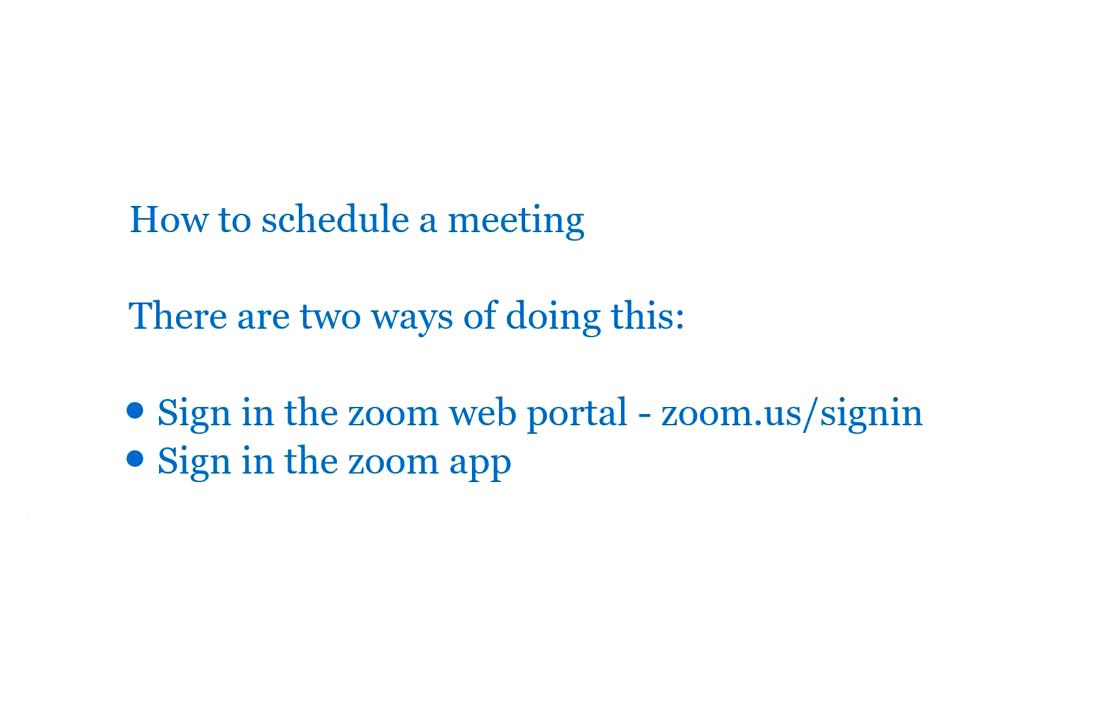 How to schedule a meeting
There are two ways of doing this:
• Sign in the zoom web portal - zoom.us/signin
• Sign in the zoom app